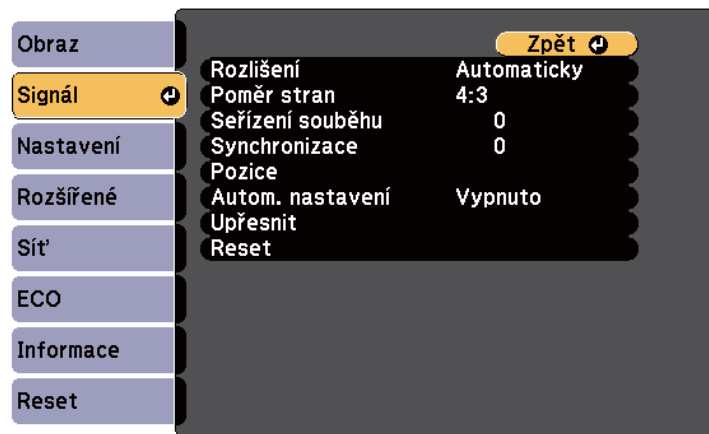 Obraz
Signál
Nastavení
Rozšířené
Síť
ECO
Informace
Reset
Zpět
Rozlišení Automaticky
Poměr stran 4:3
Seřízení souběhu 0
Synchronizace 0
Pozice
Autom. nastavení Vypnuto
Upřesnit
Reset